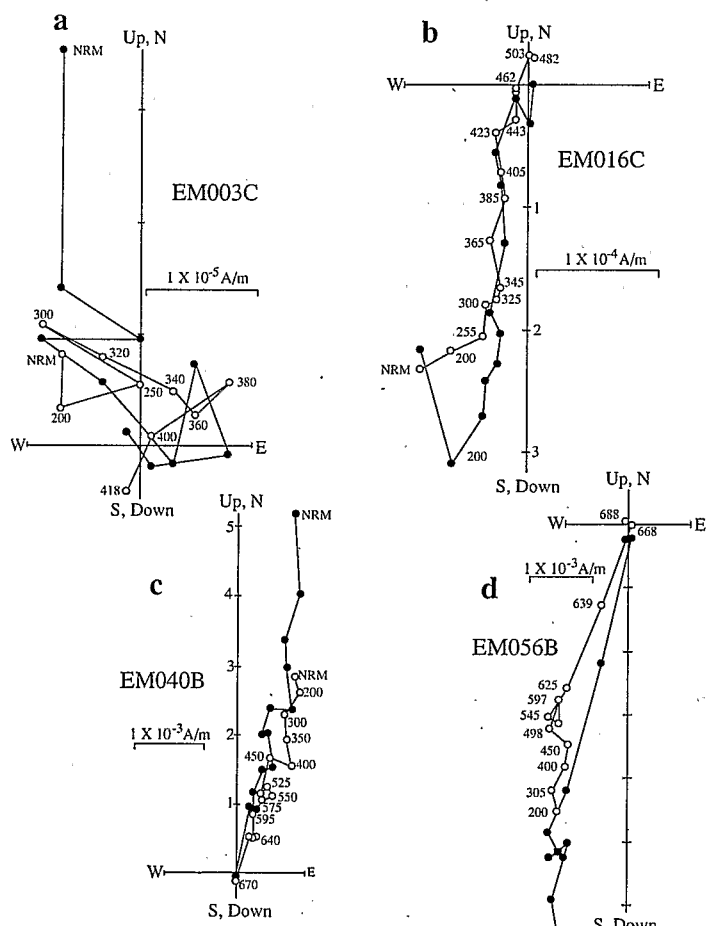 a
Up, N
NRM
EM003C
1 X 10-5 A/m
300
NRM
320
340
380
250
200
360
400
W
E
418
S, Down
b
Up, N
503
482
W
E
462
423
443
EM016C
405
385
1
365
1 X 10-4 A/m
345
300
325
255
2
200
NRM
200
3
S, Down
c
Up, N
5
NRM
4
3
NRM
200
EM040B
300
2
350
1 X 10-3 A/m
450
400
525
550
1
575
595
640
W
E
670
S, Down
d
Up, N
688
W
E
668
1 X 10-3 A/m
639
EM056B
625
597
545
498
450
400
305
200
S, Down